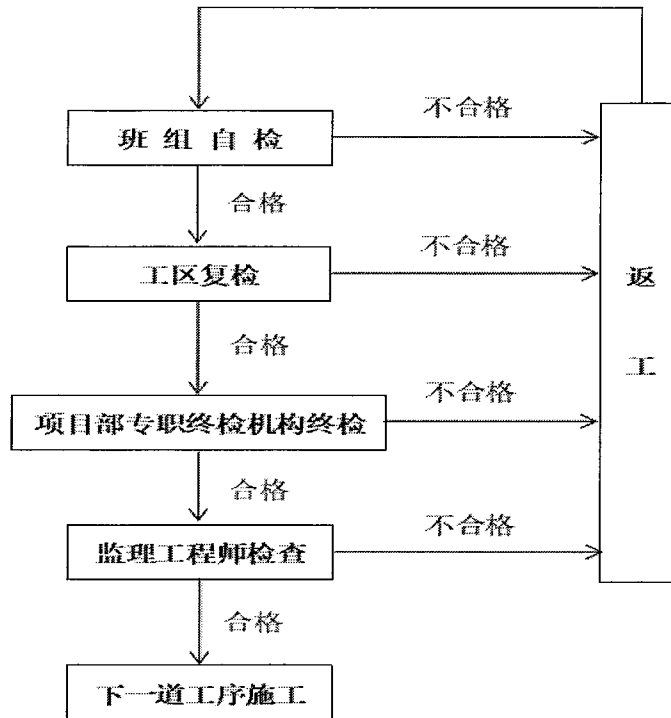 不合格
班组自检
合格
不合格
工区复检
返
合格
工
不合格
项目部专职终检机构终检
合格
不合格
监理工程师检查
合格
下一道工序施工